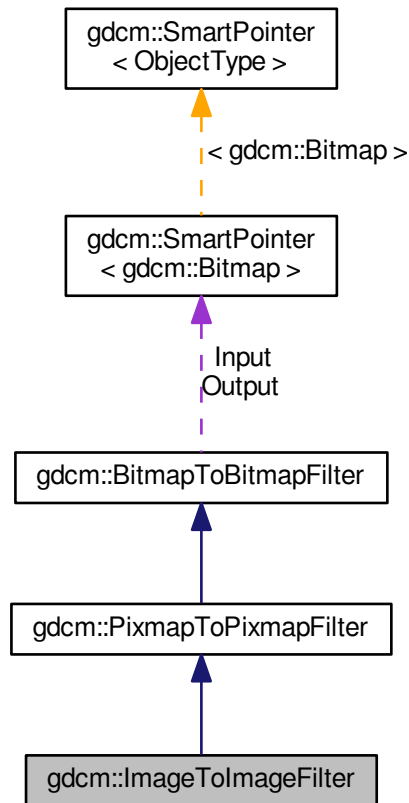 gdcm::SmartPointer
< ObjectType >
< gdcm::Bitmap >
gdcm::SmartPointer
< gdcm::Bitmap >
Input
Output
gdcm::BitmapToBitmapFilter
gdcm::PixmapToPixmapFilter
gdcm::ImageToImageFilter